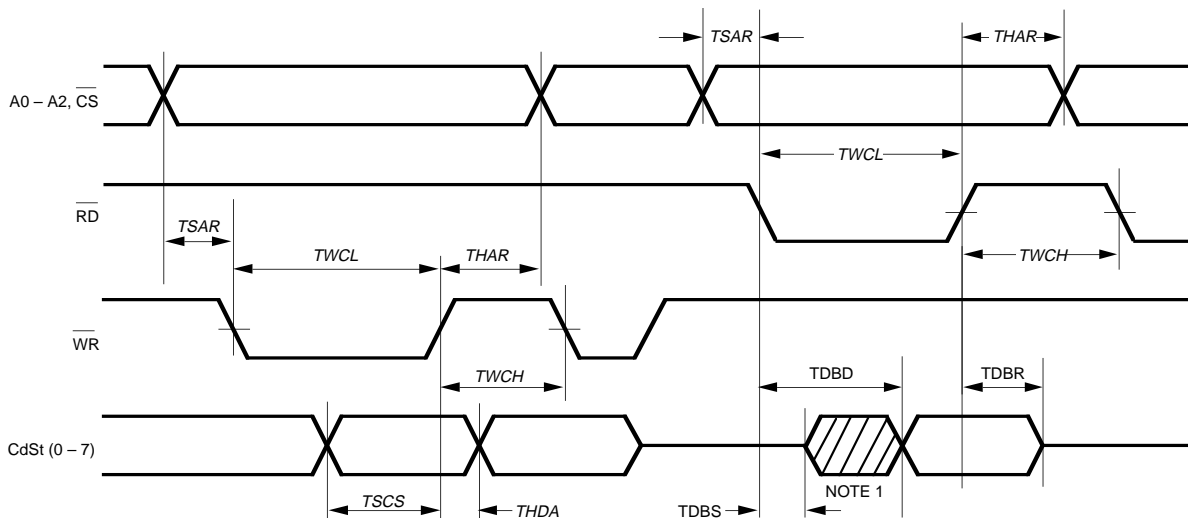 TSAR
THAR
A0 – A2, CS
TWCL
RD
TSAR
TWCL
THAR
TWCH
WR
TWCH
TDBD
TDBR
CdSt (0 – 7)
NOTE 1
TSCS
THDA
TDBS